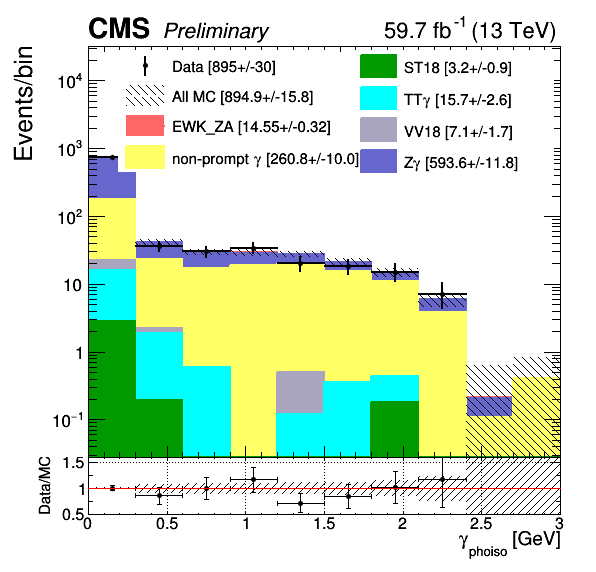 CMS Preliminary 59.7 fb⁻¹ (13 TeV)
Events/bin
Data [895+/-30]
All MC [894.9+/-15.8]
EWK_ZA [14.55+/-0.32]
non-prompt γ [260.8+/-10.0]
ST18 [3.2+/-0.9]
TTγ [15.7+/-2.6]
VV18 [7.1+/-1.7]
Zγ [593.6+/-11.8]
10⁴
10³
10²
10
1
10⁻¹
Data/MC
1.5
1
0.5
0 0.5 1 1.5 2 2.5 3
γphoiso [GeV]